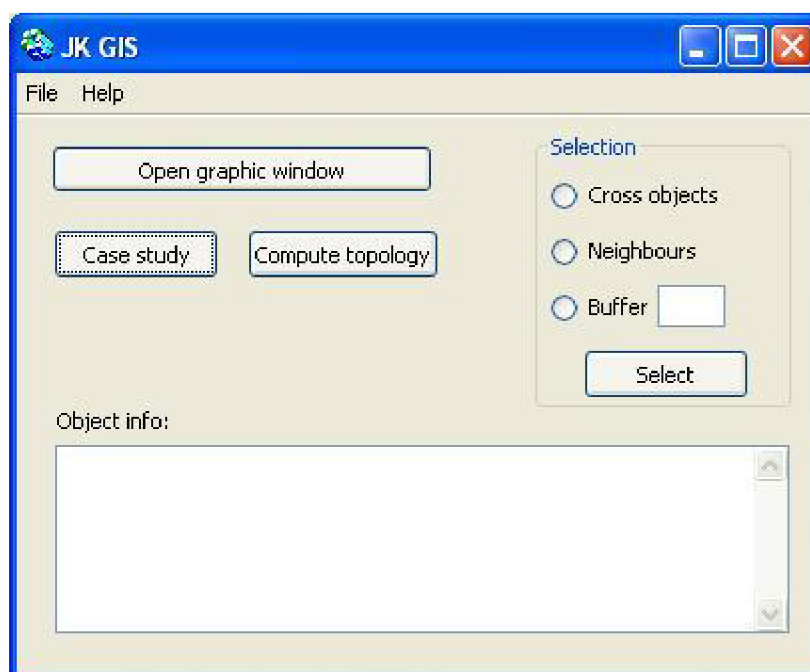 JK GIS
File Help
Open graphic window
Case study Compute topology
Selection
Cross objects
Neighbours
Buffer
Select
Object info: